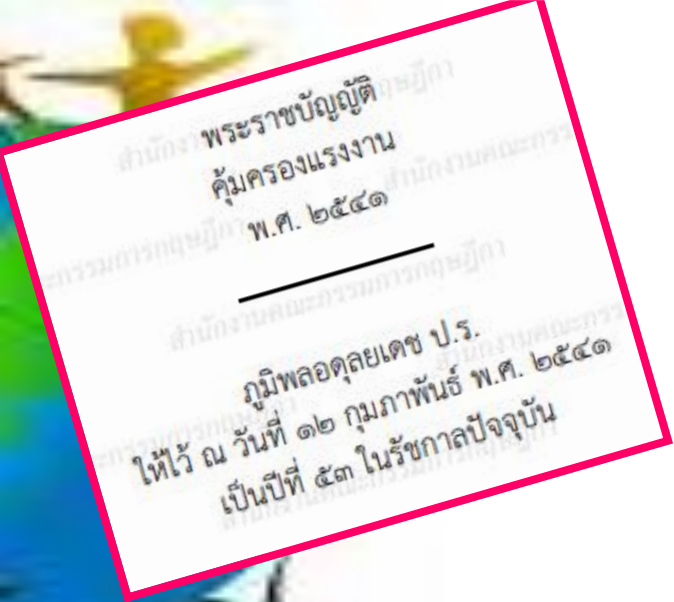 พระราชบัญญัติ
คุ้มครองแรงงาน
พ.ศ. ๒๕๔๑
ภูมิพลอดุลยเดช ป.ร.
ให้ไว้ ณ วันที่ ๑๒ กุมภาพันธ์ พ.ศ. ๒๕๔๑
เป็นปีที่ ๕๓ ในรัชกาลปัจจุบัน